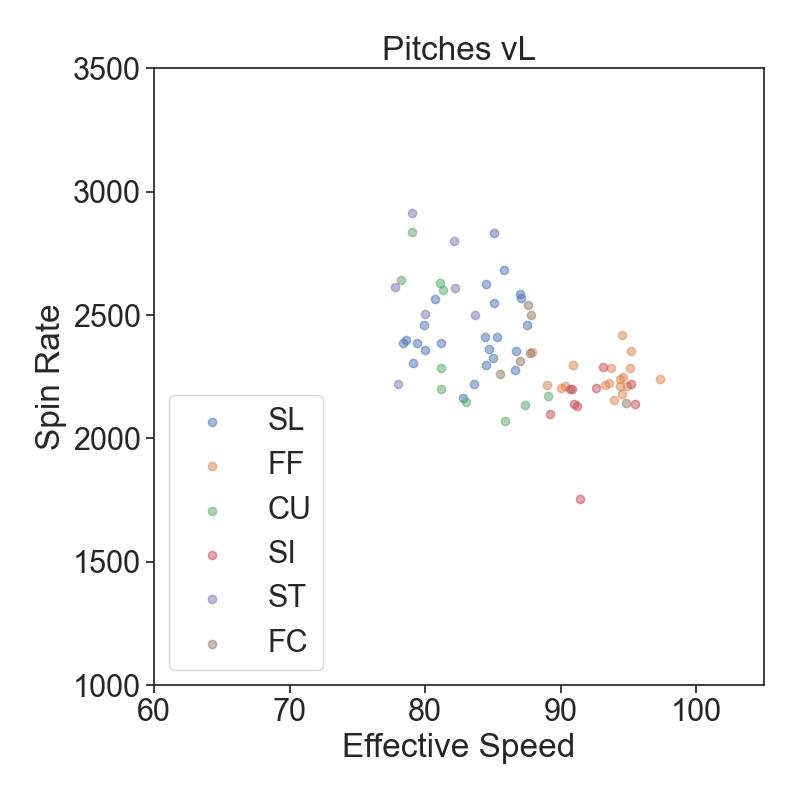 Pitches vL
3500
3000
2500
2000
1500
1000
Spin Rate
SL
FF
CU
SI
ST
FC
60 70 80 90 100
Effective Speed